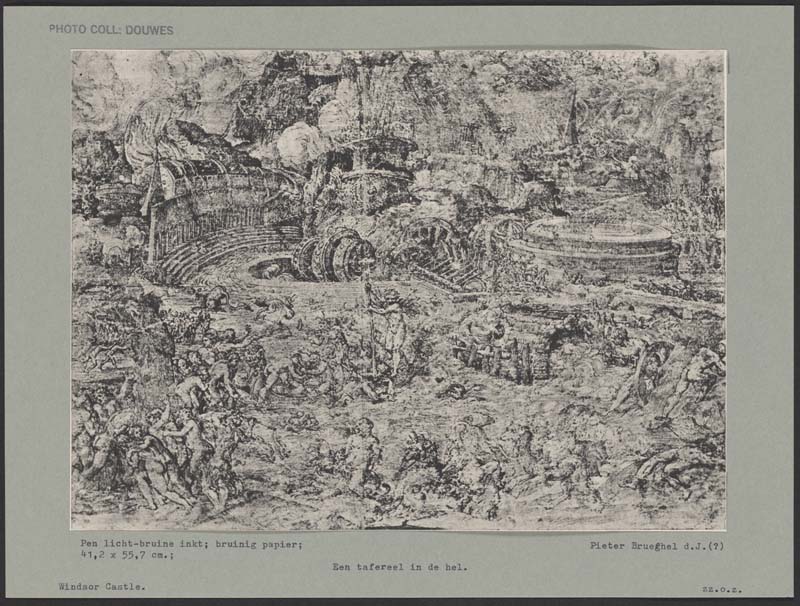 PHOTO COLL: DOUWES
Pen licht-bruine inkt; bruinig papier;
41,2 x 55,7 cm.;
Pieter Brueghel d.J.(?)
Een tafereel in de hel.
Windsor Castle.
zz.o.z.